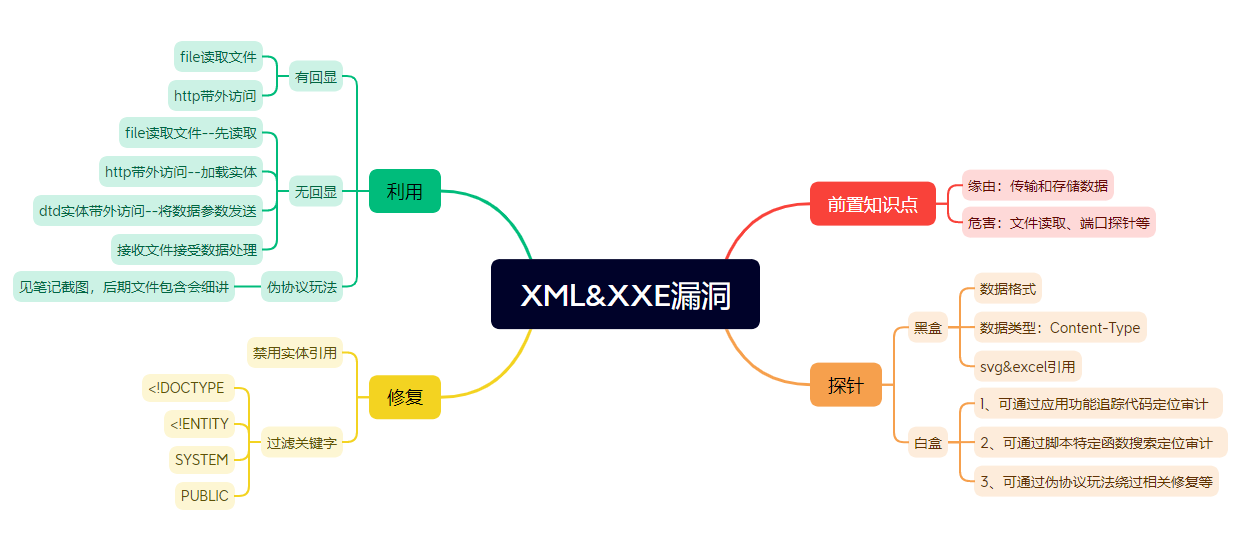 XML&XXE漏洞
前置知识点
缘由：传输和存储数据
危害：文件读取、端口探针等
探针
黑盒
数据格式
数据类型：Content-Type
svg&excel引用
白盒
1、可通过应用功能追踪代码定位审计
2、可通过脚本特定函数搜索定位审计
3、可通过伪协议玩法绕过相关修复等
利用
有回显
file读取文件
http带外访问
无回显
file读取文件--先读取
http带外访问--加载实体
dtd实体带外访问--将数据参数发送
接收文件接受数据处理
伪协议玩法
见笔记截图，后期文件包含会细讲
修复
禁用实体引用
过滤关键字
<!DOCTYPE
<!ENTITY
SYSTEM
PUBLIC